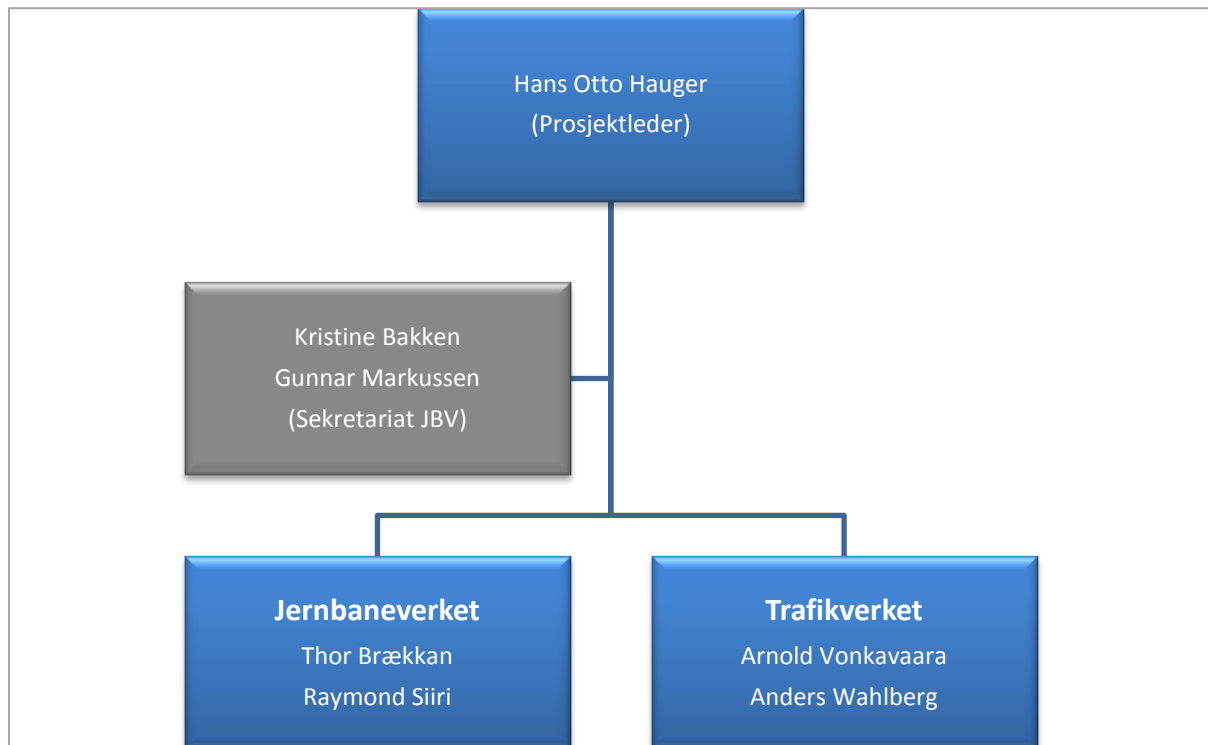 Hans Otto Hauger
(Prosjektleder)
Kristine Bakken
Gunnar Markussen
(Sekretariat JBV)
Jernbaneverket
Thor Brækkan
Raymond Siiri
Trafikverket
Arnold Vonkavaara
Anders Wahlberg